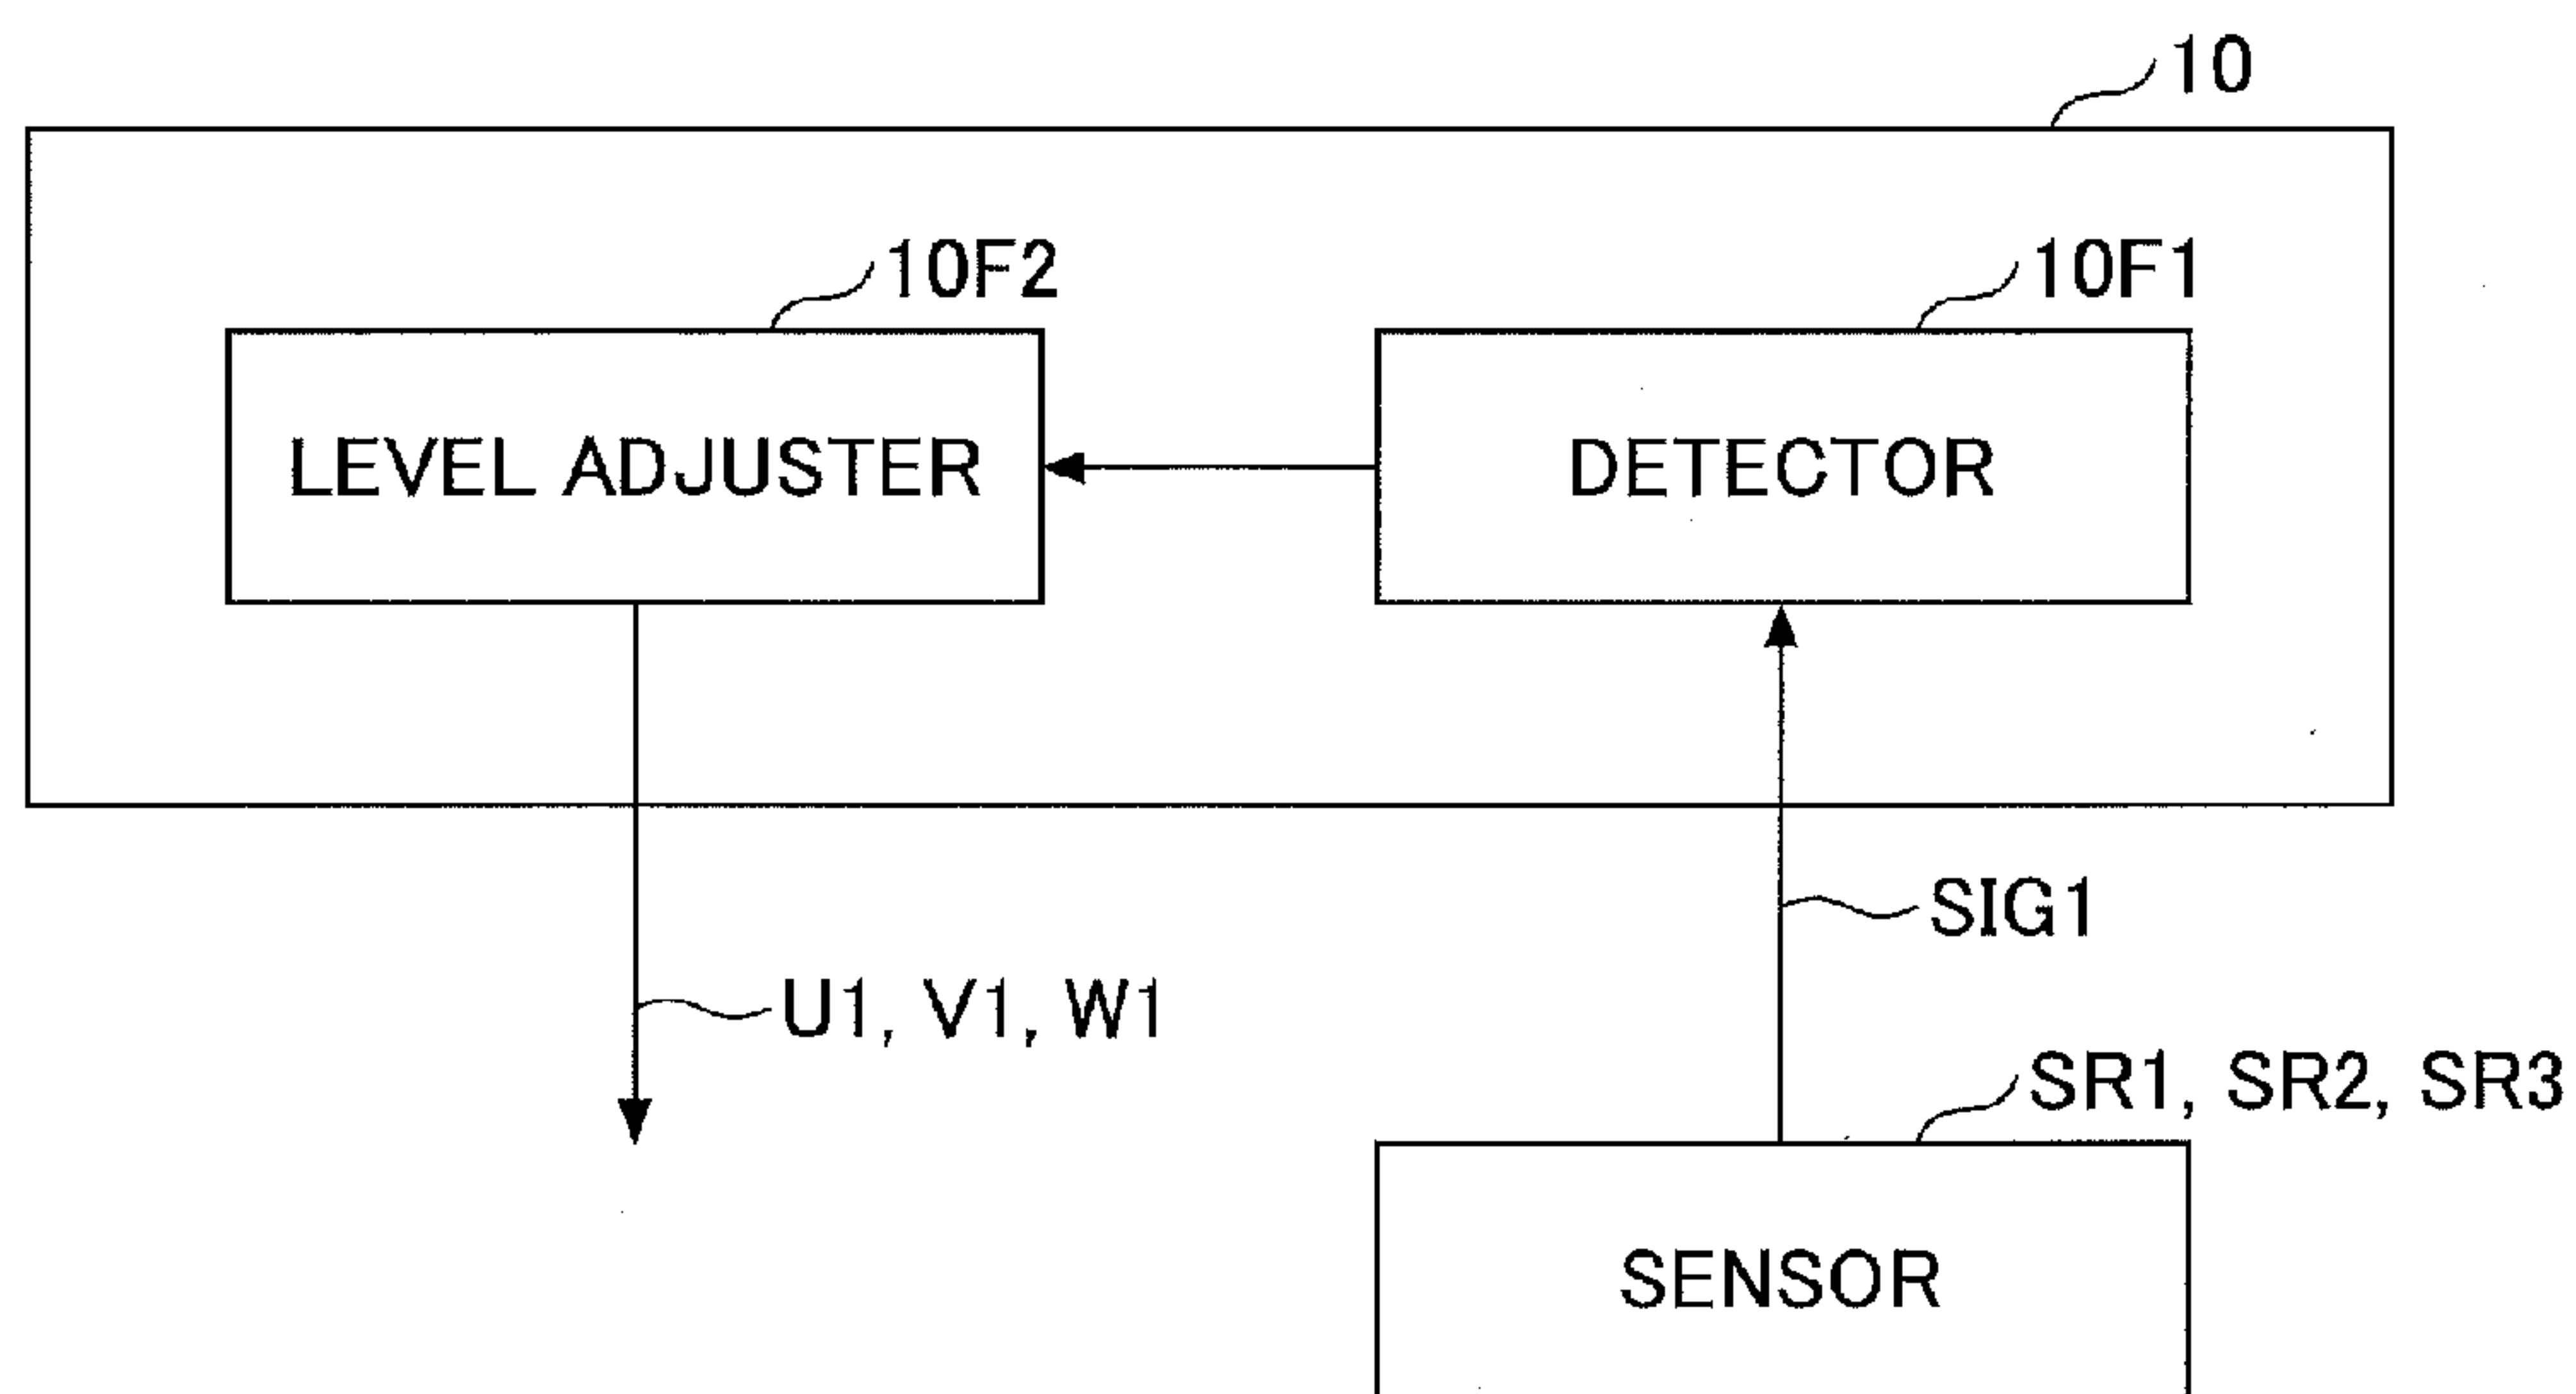 10
10F2
10F1
LEVEL ADJUSTER
DETECTOR
SIG1
U1, V1, W1
SR1, SR2, SR3
SENSOR